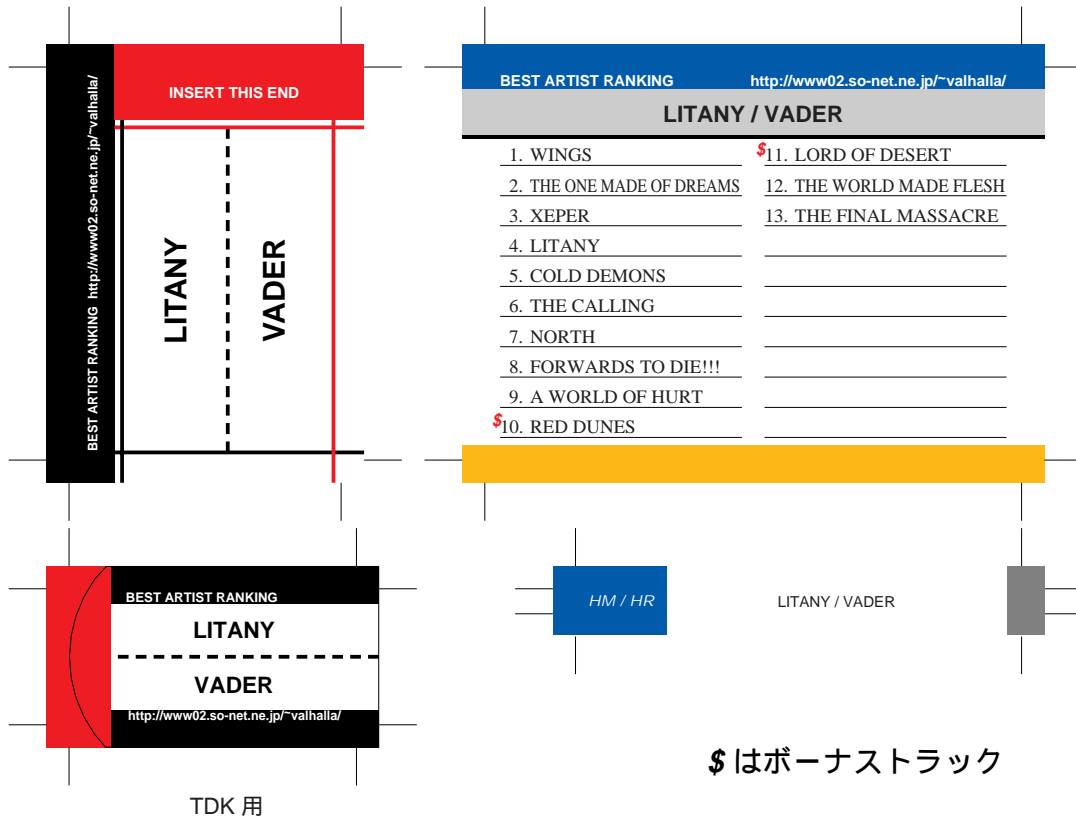 BEST ARTIST RANKING http://www02.so-net.ne.jp/~valhalla/
INSERT THIS END
LITANY
VADER
BEST ARTIST RANKING http://www02.so-net.ne.jp/~valhalla/
LITANY / VADER
1. WINGS
2. THE ONE MADE OF DREAMS
3. XEPER
4. LITANY
5. COLD DEMONS
6. THE CALLING
7. NORTH
8. FORWARDS TO DIE!!!
9. A WORLD OF HURT
$10. RED DUNES
$11. LORD OF DESERT
12. THE WORLD MADE FLESH
13. THE FINAL MASSACRE
BEST ARTIST RANKING
LITANY
VADER
http://www02.so-net.ne.jp/~valhalla/
TDK 用
HM / HR
LITANY / VADER
$ はボーナストラック